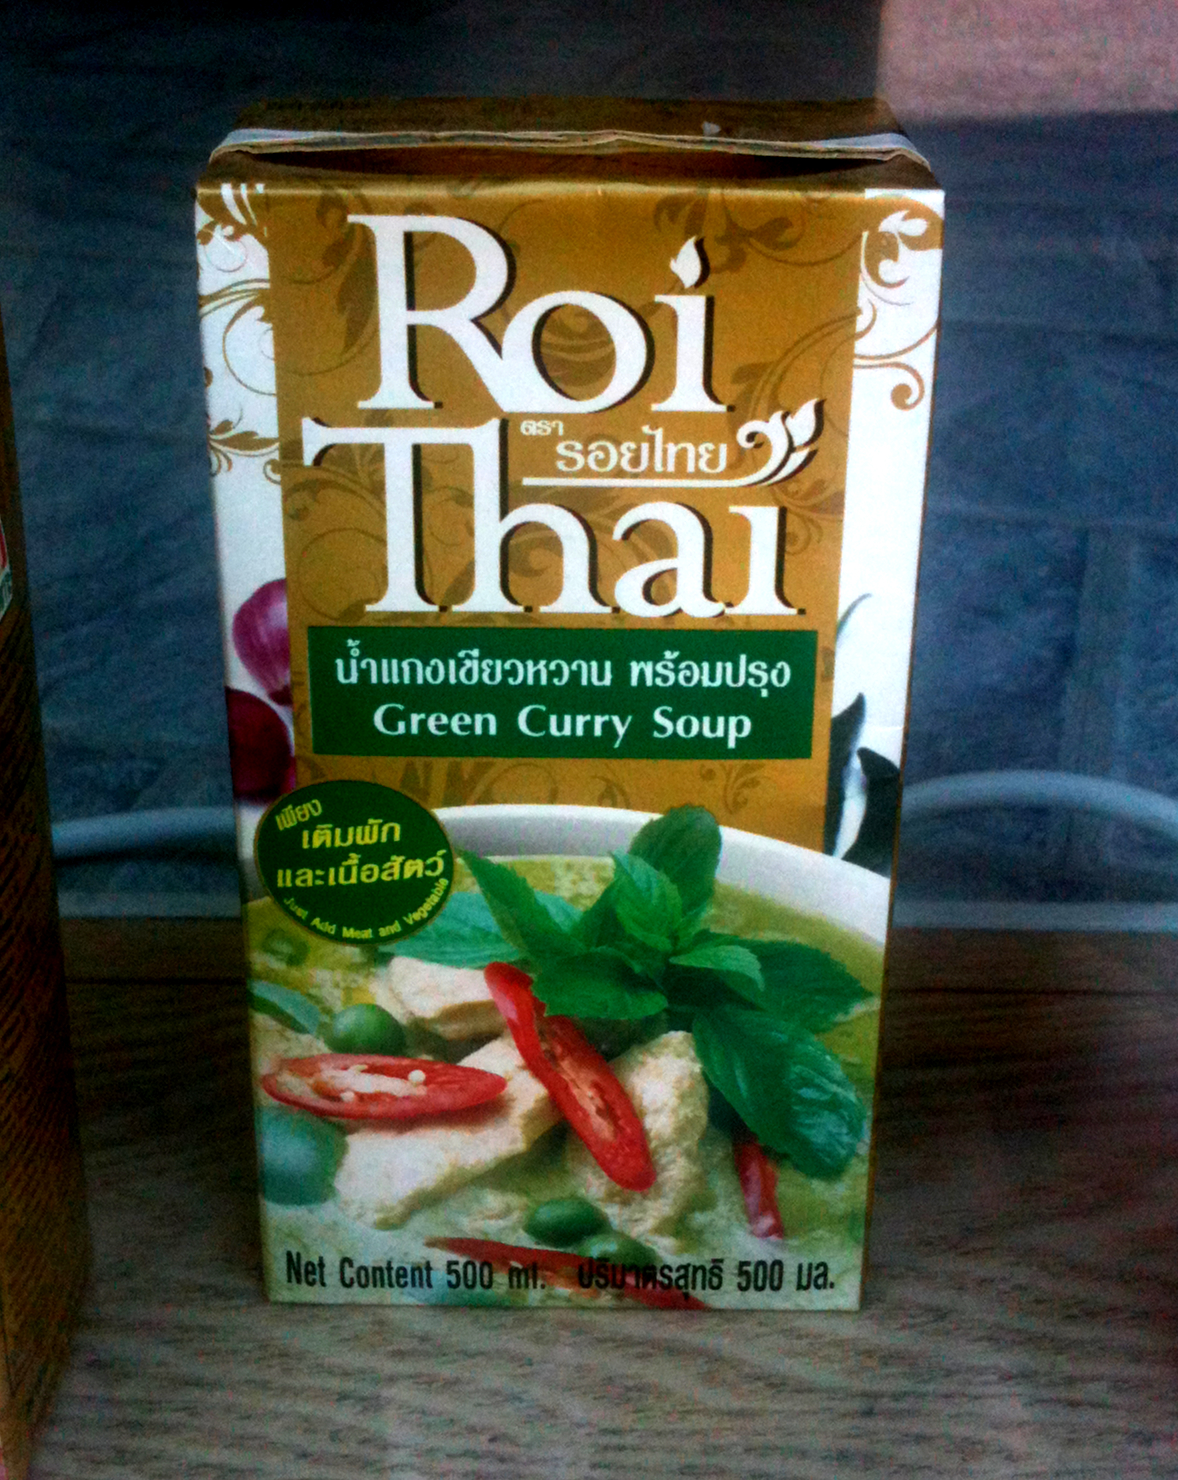 Roi
ตรา
รอยไทย
Thai
น้ำแกงเขียวหวาน พร้อมปรุง
Green Curry Soup
เพียง
เติมผัก
และเนื้อสัตว์
Just Add Meat and Vegetable
Net Content 500 ml. ปริมาตรสุทธิ 500 มล.